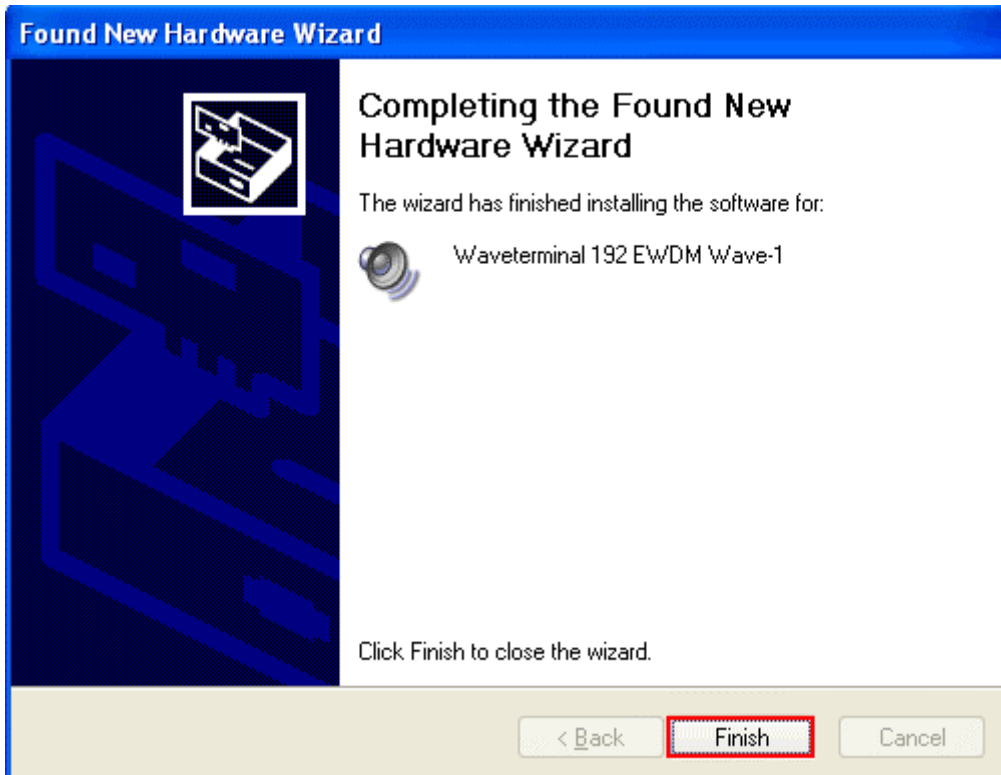 Found New Hardware Wizard
Completing the Found New
Hardware Wizard
The wizard has finished installing the software for:
Waveterminal 192 EWDM Wave-1
Click Finish to close the wizard.
< Back Finish Cancel